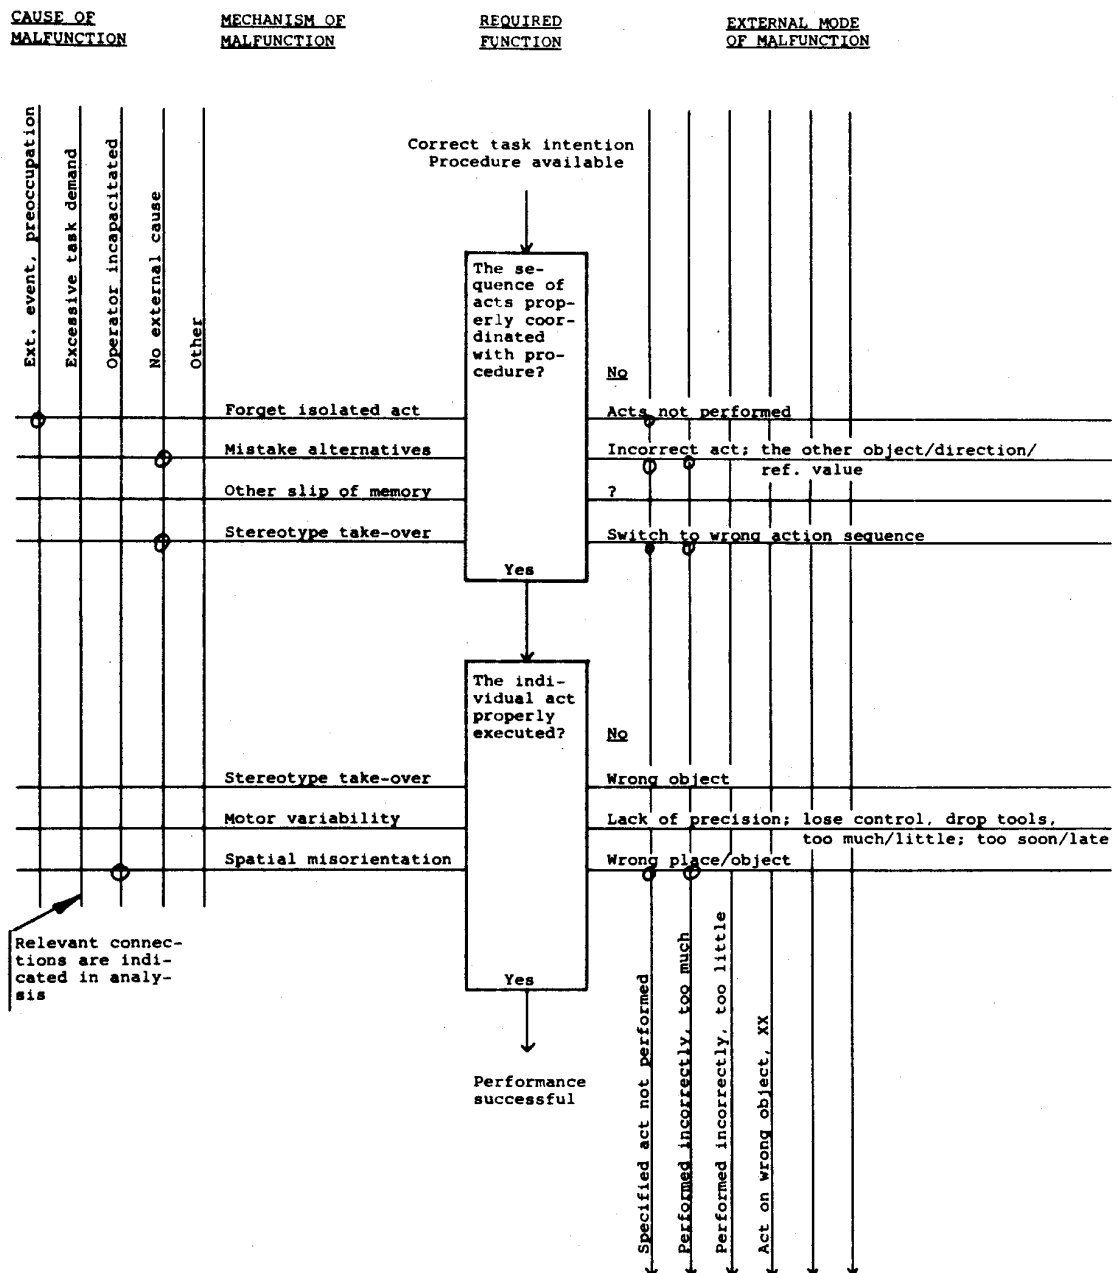 CAUSE OF
MALFUNCTION
MECHANISM OF
MALFUNCTION
REQUIRED
FUNCTION
EXTERNAL MODE
OF MALFUNCTION
Ext. event, preoccupation
Excessive task demand
Operator incapacitated
No external cause
Other
Correct task intention
Procedure available
The se-
quence of
acts prop-
erly coor-
dinated
with pro-
cedure?
No
Forget isolated act
Acts not performed
Mistake alternatives
Incorrect act; the other object/direction/
ref. value
Other slip of memory
?
Stereotype take-over
Switch to wrong action sequence
Yes
The indi-
vidual act
properly
executed?
No
Stereotype take-over
Wrong object
Motor variability
Lack of precision; lose control, drop tools,
too much/little; too soon/late
Spatial misorientation
Wrong place/object
Relevant connec-
tions are indi-
cated in analy-
sis
Yes
Performance
successful
Specified act not performed
Performed incorrectly, too much
Performed incorrectly, too little
Act on wrong object, XX